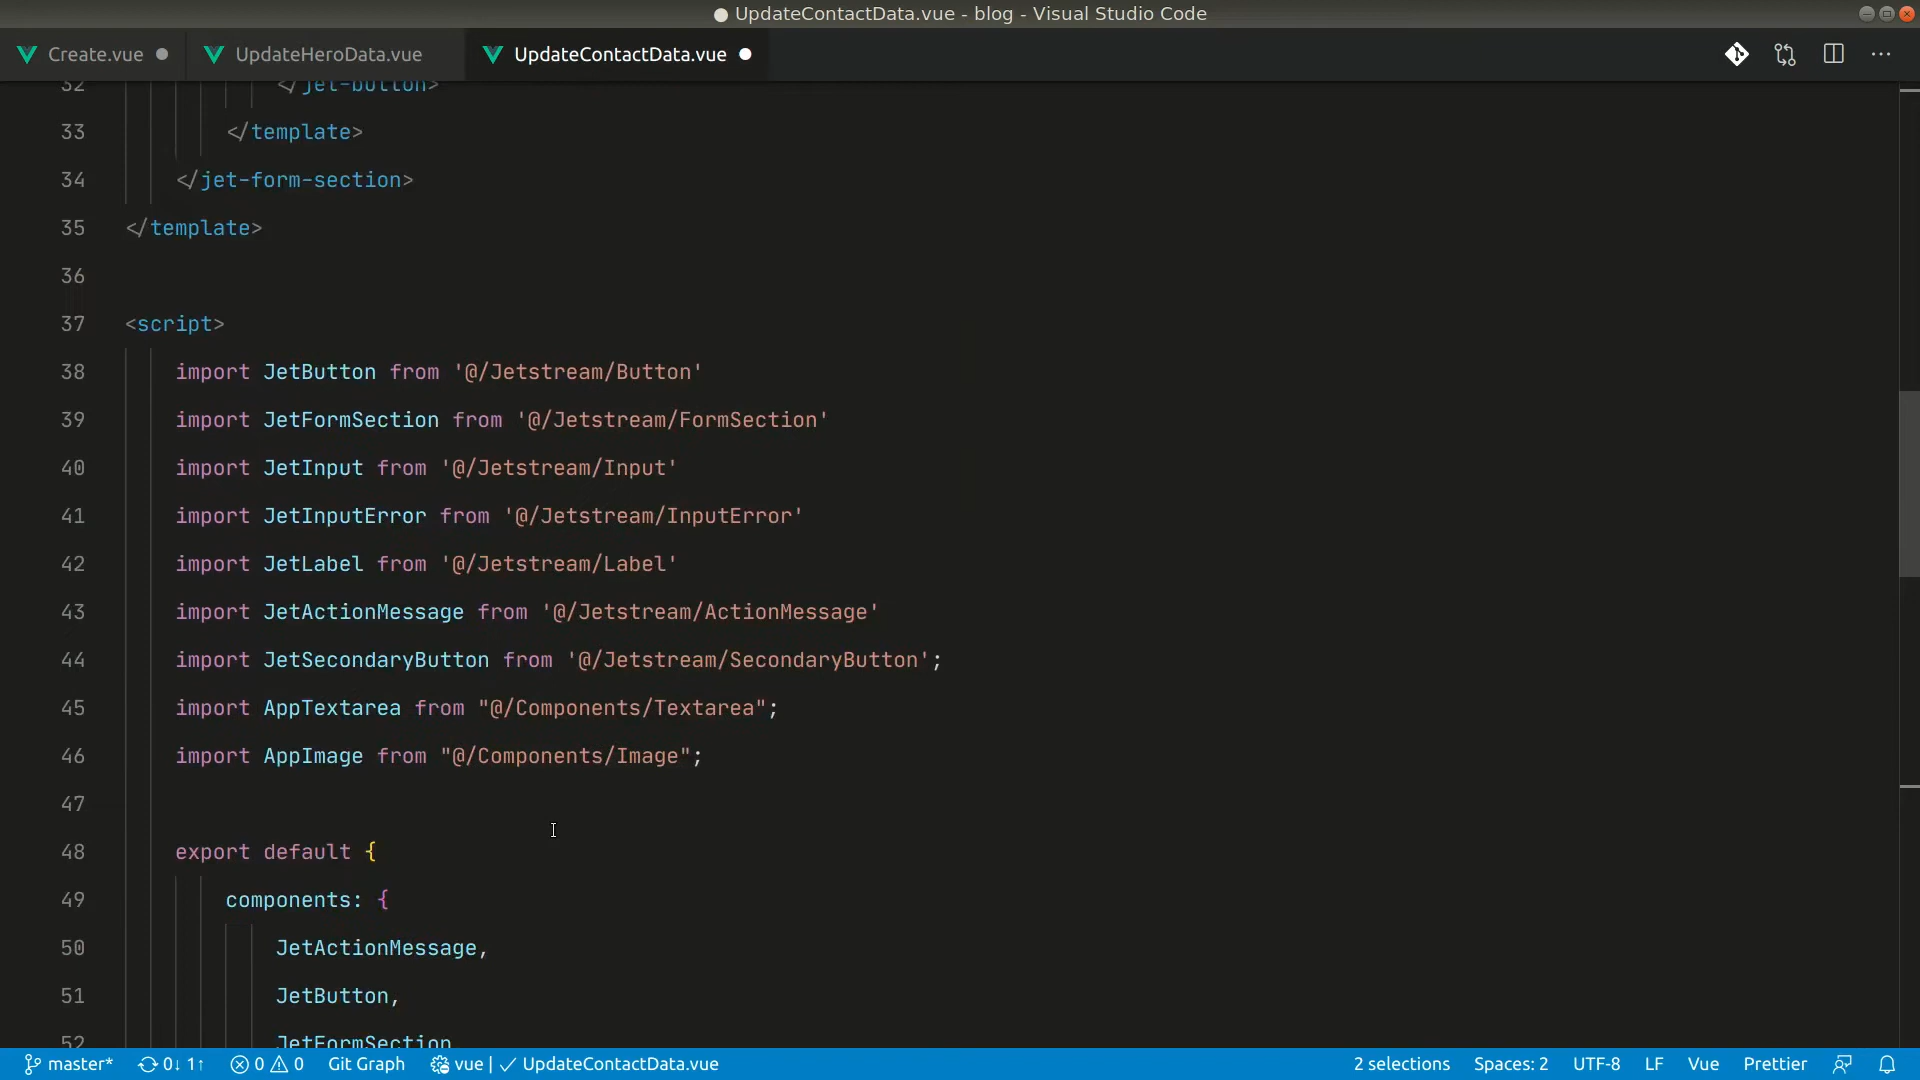 UpdateContactData.vue - blog - Visual Studio Code
Create.vue
UpdateHeroData.vue
UpdateContactData.vue
32 </jet-button>
33 </template>
34 </jet-form-section>
35 </template>
36
37 <script>
38 import JetButton from '@/Jetstream/Button'
39 import JetFormSection from '@/Jetstream/FormSection'
40 import JetInput from '@/Jetstream/Input'
41 import JetInputError from '@/Jetstream/InputError'
42 import JetLabel from '@/Jetstream/Label'
43 import JetActionMessage from '@/Jetstream/ActionMessage'
44 import JetSecondaryButton from '@/Jetstream/SecondaryButton';
45 import AppTextarea from "@/Components/Textarea";
46 import AppImage from "@/Components/Image";
47
48 export default {
49 components: {
50 JetActionMessage,
51 JetButton,
52 JetFormSection
master* 0↓ 1↑ 0 0 Git Graph vue | ✓ UpdateContactData.vue 2 selections Spaces: 2 UTF-8 LF Vue Prettier